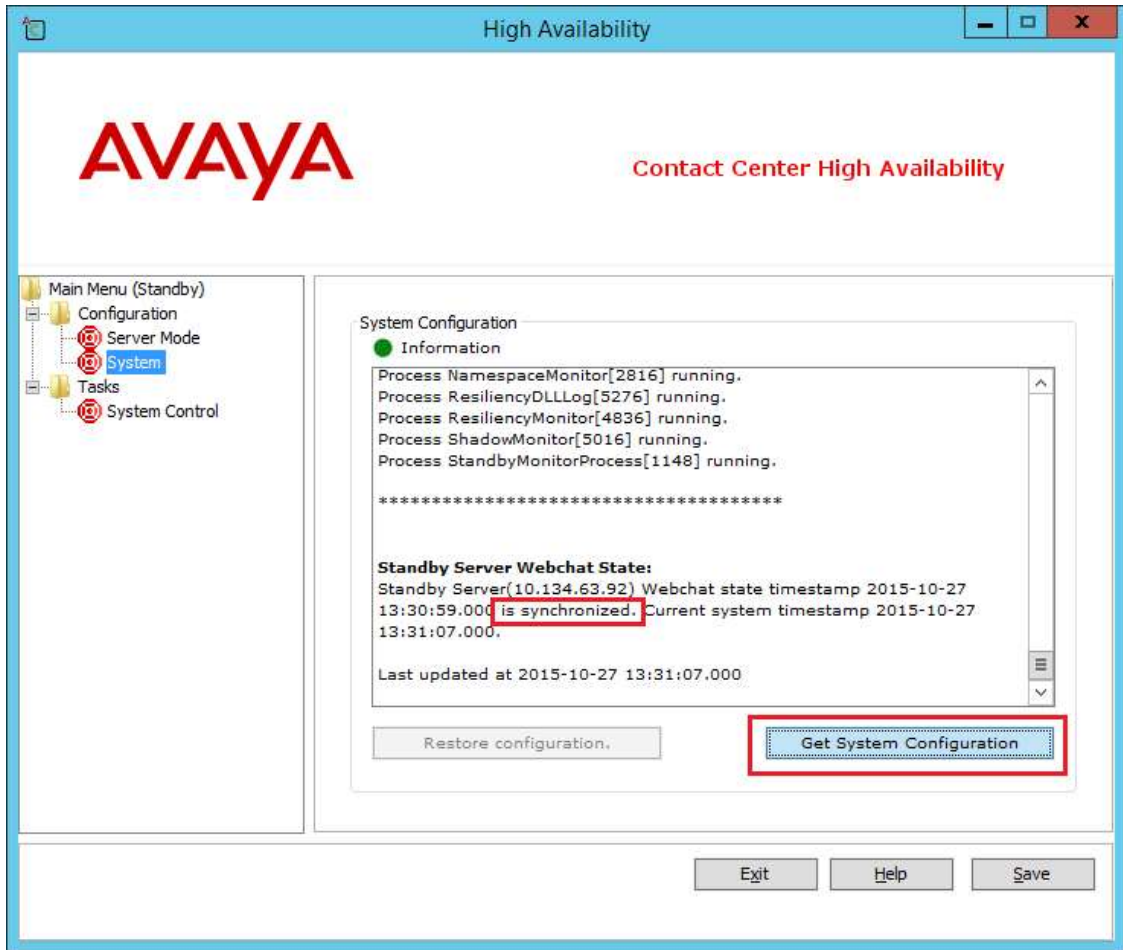 High Availability
AVAYA
Contact Center High Availability
Main Menu (Standby)
Configuration
Server Mode
System
Tasks
System Control
System Configuration
Information
Process NamespaceMonitor[2816] running.
Process ResiliencyDLLLog[5276] running.
Process ResiliencyMonitor[4836] running.
Process ShadowMonitor[5016] running.
Process StandbyMonitorProcess[1148] running.
**************************************
Standby Server Webchat State:
Standby Server(10.134.63.92) Webchat state timestamp 2015-10-27
13:30:59.000 is synchronized. Current system timestamp 2015-10-27
13:31:07.000.
Last updated at 2015-10-27 13:31:07.000
Restore configuration.
Get System Configuration
Exit
Help
Save